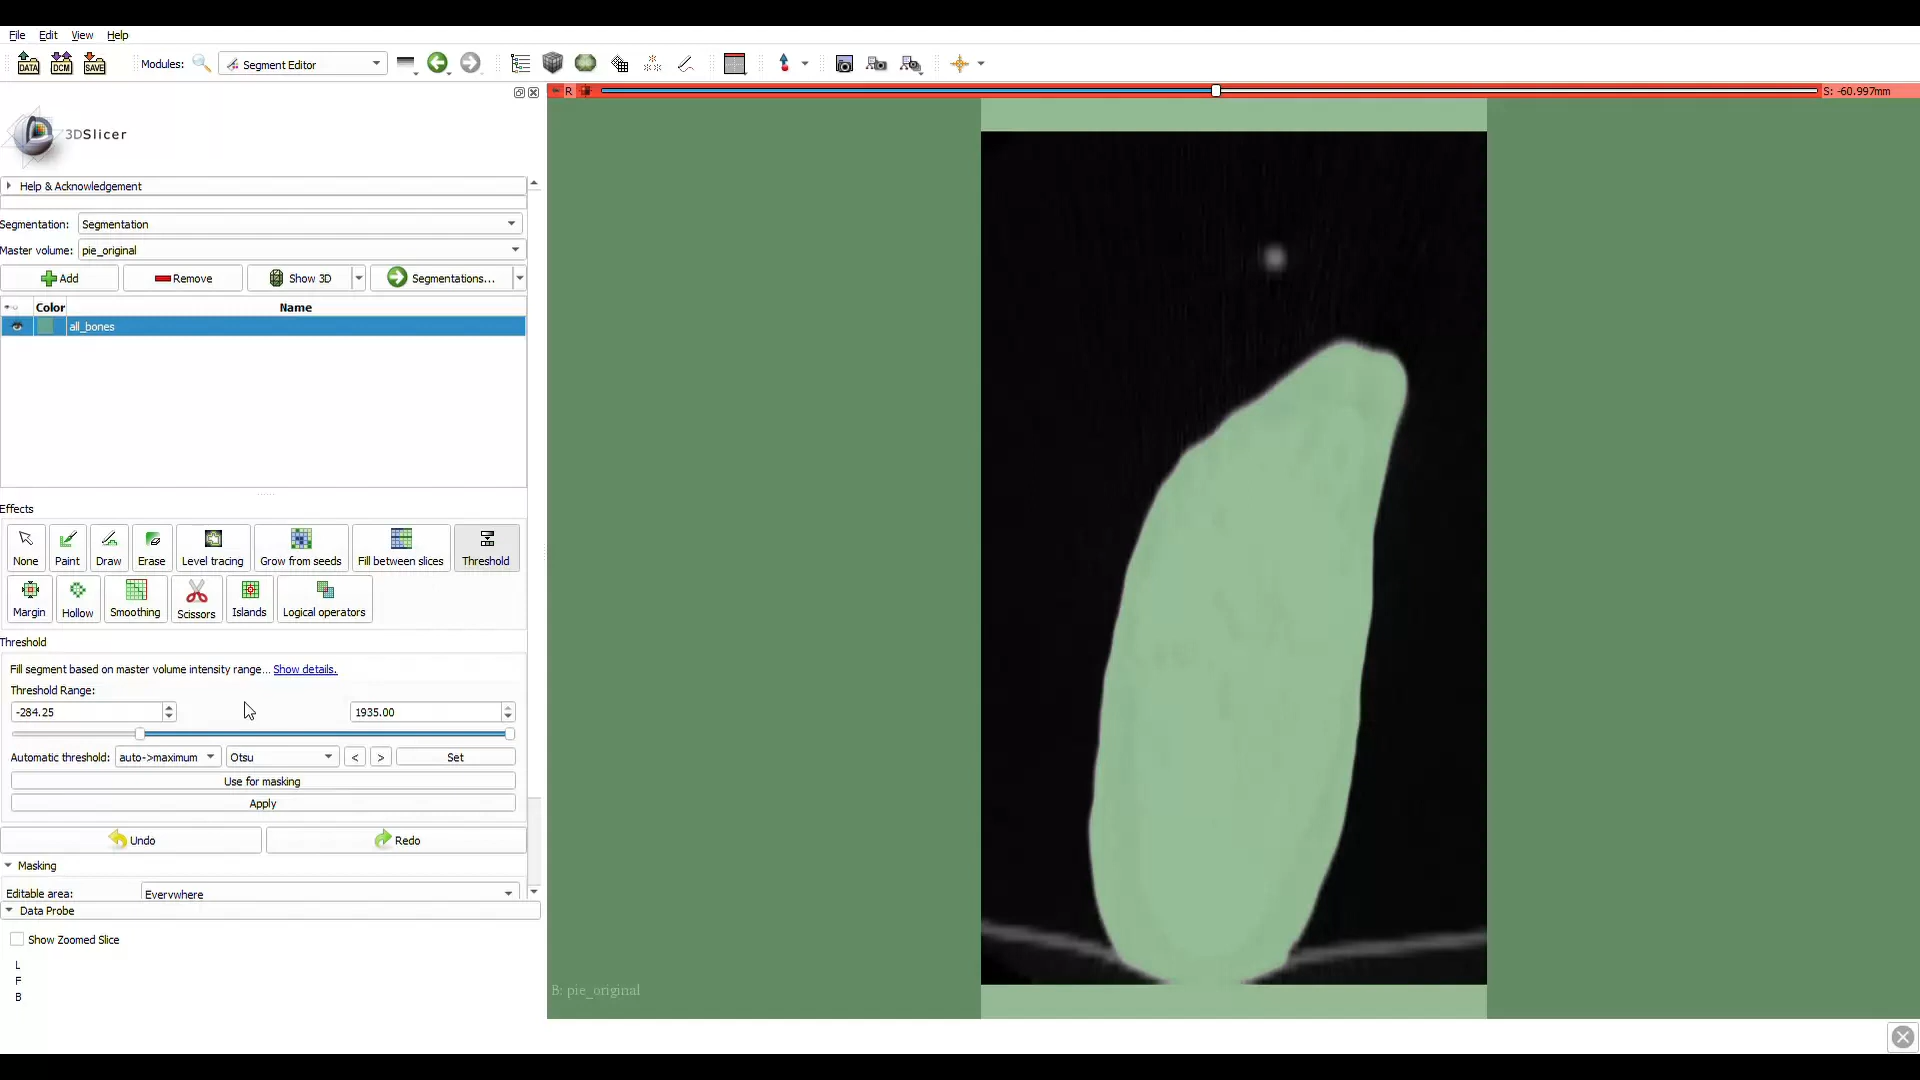 File Edit View Help
DATA DCM SAVE Modules: Segment Editor
R S: -60.997mm
3DSlicer
Help & Acknowledgement
Segmentation: Segmentation
Master volume: pie_original
Add Remove Show 3D Segmentations...
Color Name
all_bones
Effects
None Paint Draw Erase Level tracing Grow from seeds Fill between slices Threshold
Margin Hollow Smoothing Scissors Islands Logical operators
Threshold
Fill segment based on master volume intensity range... Show details.
Threshold Range:
-284.25 1935.00
Automatic threshold: auto->maximum Otsu < > Set
Use for masking
Apply
Undo Redo
Masking
Editable area: Everywhere
Data Probe
Show Zoomed Slice
L
F
B
B: pie_original